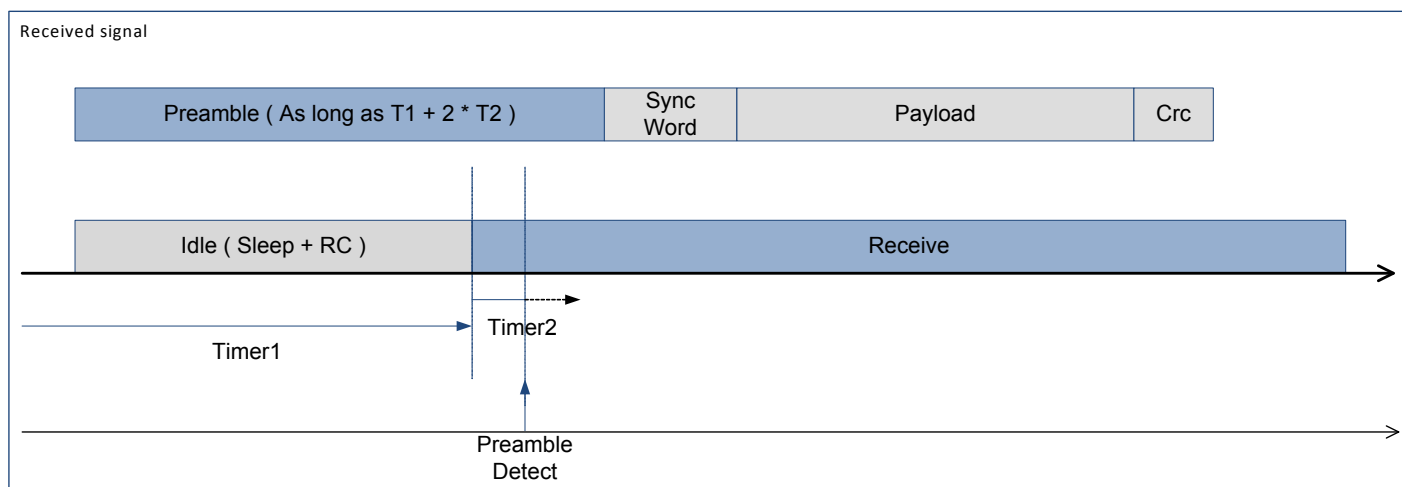 Received signal
Preamble ( As long as T1 + 2 * T2 )
Sync
Word
Payload
Crc
Idle ( Sleep + RC )
Receive
Timer2
Timer1
Preamble
Detect